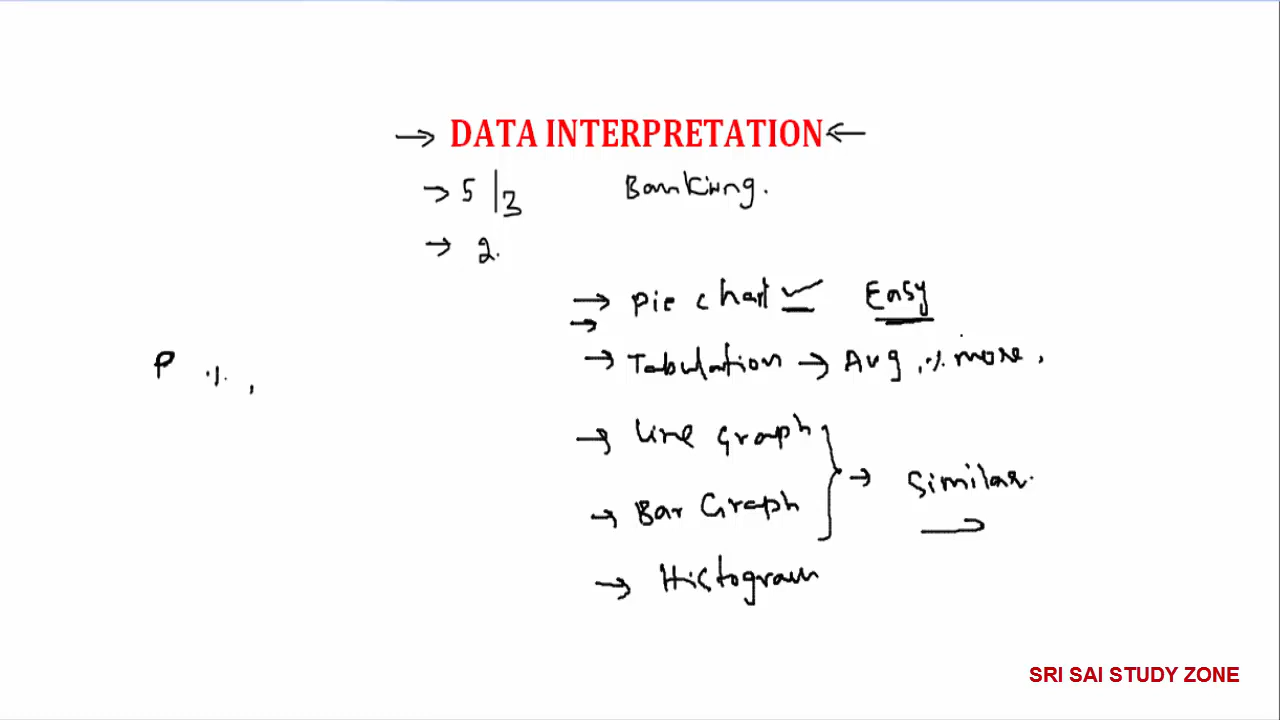 → DATA INTERPRETATION ←
→ 5 | 3 Banking.
→ 2.
→ Pie chart ✓ Easy
→
→ Tabulation → Avg, % more,
P %,
→ Line Graph
→ Similar.
→ Bar Graph
→ Histogram
SRI SAI STUDY ZONE